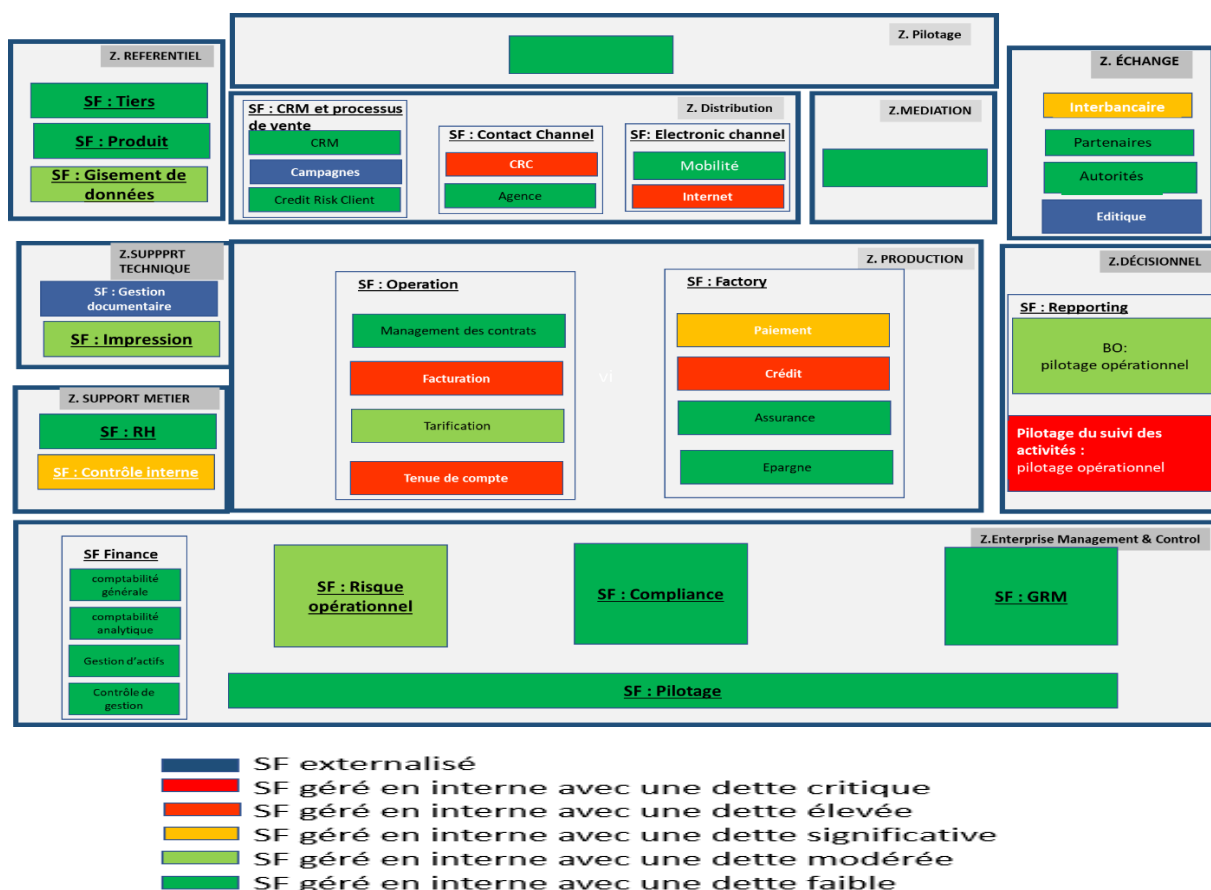 Z. REFERENTIEL
SF : Tiers
SF : Produit
SF : Gisement de
données
Z. Pilotage
SF : CRM et processus
de vente
CRM
Campagnes
Credit Risk Client
Z. Distribution
SF : Contact Channel
CRC
Agence
SF: Electronic channel
Mobilité
Internet
Z.MEDIATION
Z. ÉCHANGE
Interbancaire
Partenaires
Autorités
Editique
Z.SUPPPRT
TECHNIQUE
SF : Gestion
documentaire
SF : Impression
Z. SUPPORT METIER
SF : RH
SF : Contrôle interne
Z. PRODUCTION
SF : Operation
Management des contrats
Facturation
Tarification
Tenue de compte
vi
SF : Factory
Paiement
Crédit
Assurance
Epargne
Z.DÉCISIONNEL
SF : Repporting
BO:
pilotage opérationnel
Pilotage du suivi des
activités :
pilotage opérationnel
Z.Enterprise Management & Control
SF Finance
comptabilité
générale
comptabilité
analytique
Gestion d'actifs
Contrôle de
gestion
SF : Risque
opérationnel
SF : Compliance
SF : GRM
SF : Pilotage
SF externalisé
SF géré en interne avec une dette critique
SF géré en interne avec une dette élevée
SF géré en interne avec une dette significative
SF géré en interne avec une dette modérée
SF géré en interne avec une dette faible